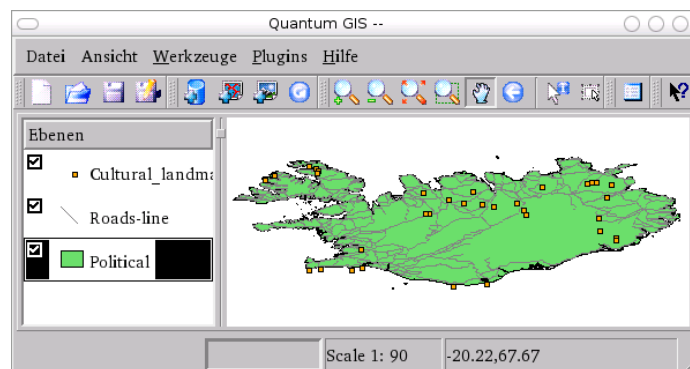 Quantum GIS --
Datei Ansicht Werkzeuge Plugins Hilfe
Ebenen
Cultural_landma
Roads-line
Political
Scale 1: 90
-20.22,67.67